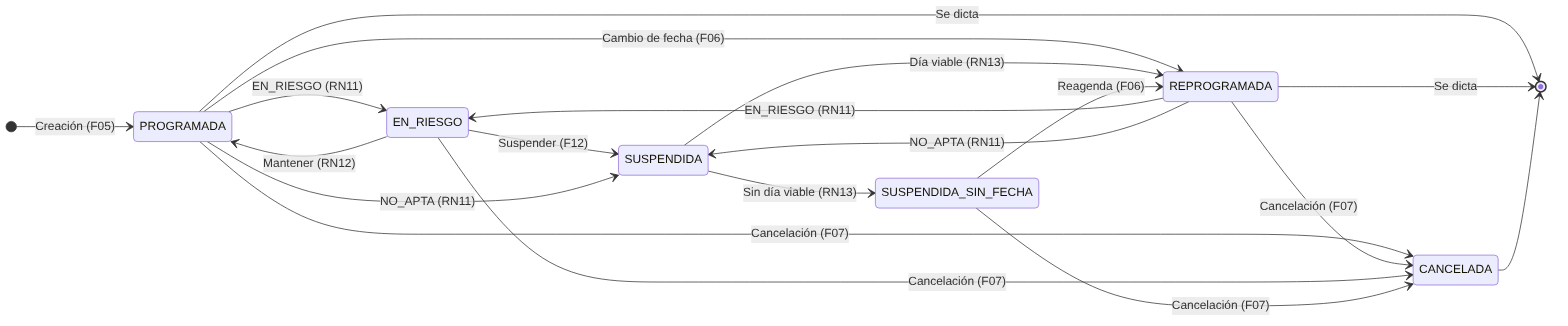 Se dicta
Cambio de fecha (F06)
Día viable (RN13)
EN_RIESGO (RN11)
Reagenda (F06)
REPROGRAMADA
Se dicta
EN_RIESGO (RN11)
Creación (F05)
PROGRAMADA
EN_RIESGO
Suspender (F12)
NO_APTA (RN11)
Mantener (RN12)
SUSPENDIDA
Sin día viable (RN13)
SUSPENDIDA_SIN_FECHA
NO_APTA (RN11)
Cancelación (F07)
Cancelación (F07)
CANCELADA
Cancelación (F07)
Cancelación (F07)